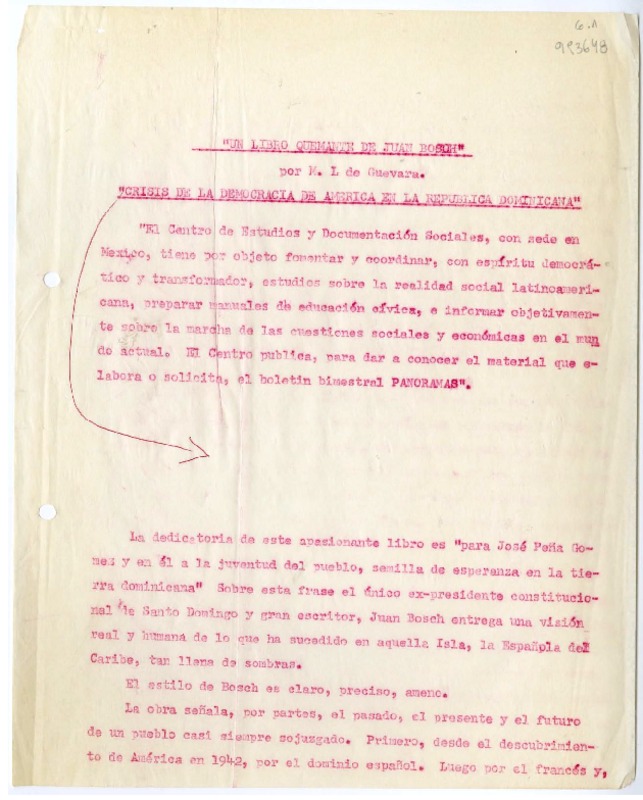 G.A
993648
"UN LIBRO QUEMANTE DE JUAN BOSCH"
por M. L de Guevara.
"CRISIS DE LA DEMOCRACIA DE AMERICA EN LA REPUBLICA DOMINICANA"
"El Centro de Estudios y Documentación Sociales, con sede en
Mexico, tiene por objeto fomentar y coordinar, con espíritu democrá-
tico y transformador, estudios sobre la realidad social latinoameri-
cana, preparar manuales de educación cívica, e informar objetivamen-
te sobre la marcha de las cuestiones sociales y económicas en el mun
do actual. El Centro publica, para dar a conocer el material que e-
labora o solicita, el boletin bimestral PANORAMAS".
La dedicatoria de este apasionante libro es "para José Peña Go-
mez y en él a la juventud del pueblo, semilla de esperanza en la tie-
rra dominicana" Sobre esta frase el único ex-presidente constitucio-
nal de Santo Domingo y gran escritor, Juan Bosch entrega una visión
real y humana de lo que ha sucedido en aquella Isla, la Españpla del
Caribe, tan llena de sombras.
El estilo de Bosch es claro, preciso, ameno.
La obra señala, por partes, el pasado, el presente y el futuro
de un pueblo casi siempre sojuzgado. Primero, desde el descubrimien-
to de América en 1942, por el dominio español. Luego por el francés y,